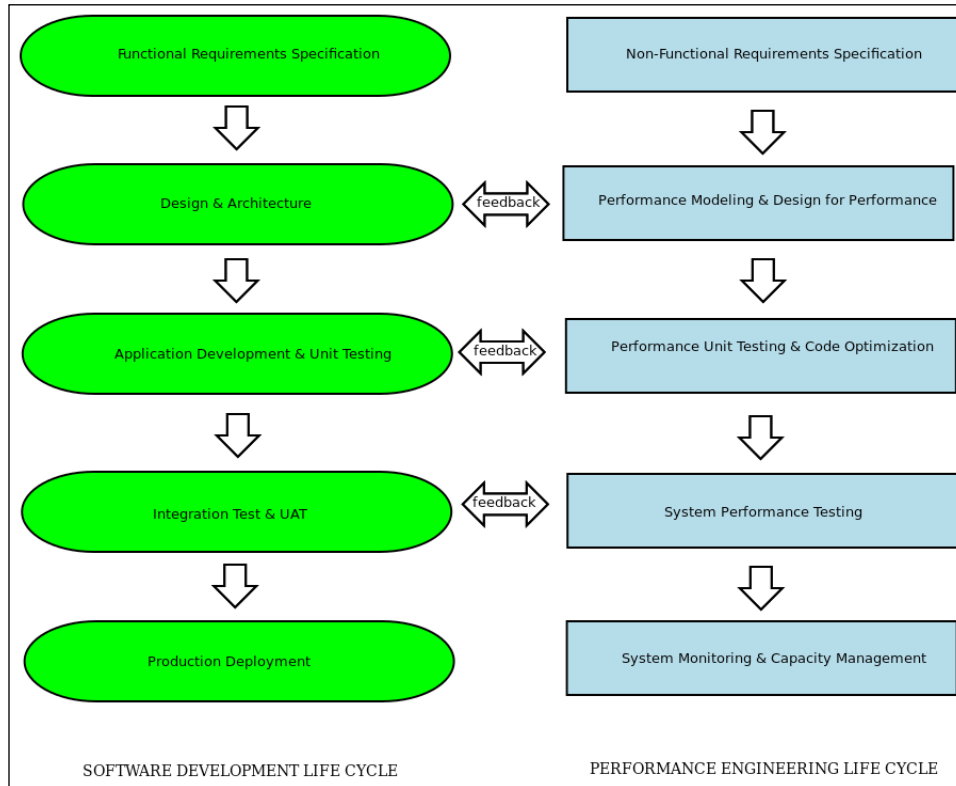 Functional Requirements Specification
Non-Functional Requirements Specification
Design & Architecture
feedback
Performance Modeling & Design for Performance
Application Development & Unit Testing
feedback
Performance Unit Testing & Code Optimization
Integration Test & UAT
feedback
System Performance Testing
Production Deployment
System Monitoring & Capacity Management
SOFTWARE DEVELOPMENT LIFE CYCLE
PERFORMANCE ENGINEERING LIFE CYCLE